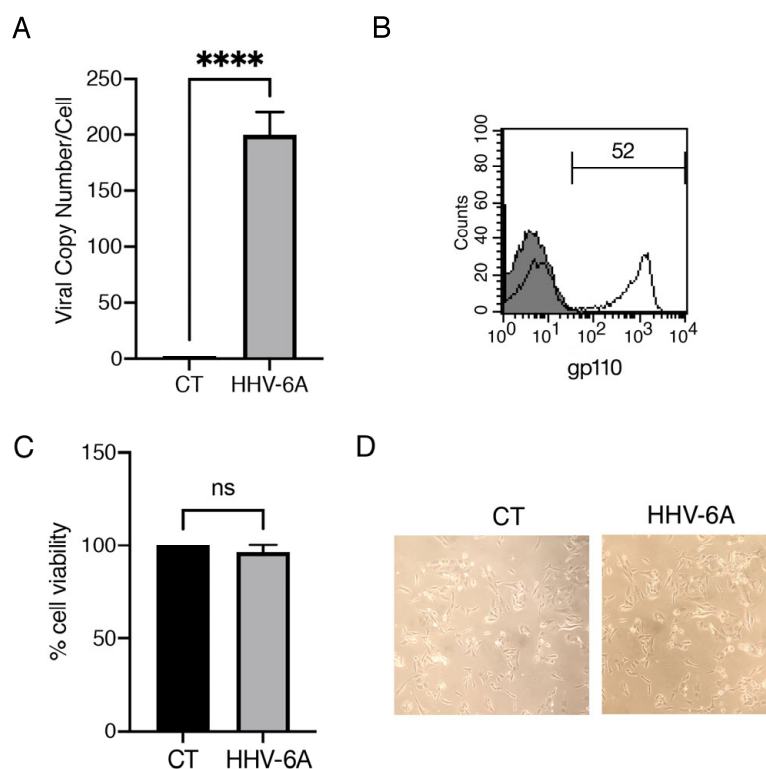 A
****
250
200
150
100
50
0
Viral Copy Number/Cell
CT HHV-6A
B
52
100
80
60
40
20
0
Counts
10^0 10^1 10^2 10^3 10^4
gp110
C
ns
150
100
50
0
% cell viability
CT HHV-6A
D
CT HHV-6A